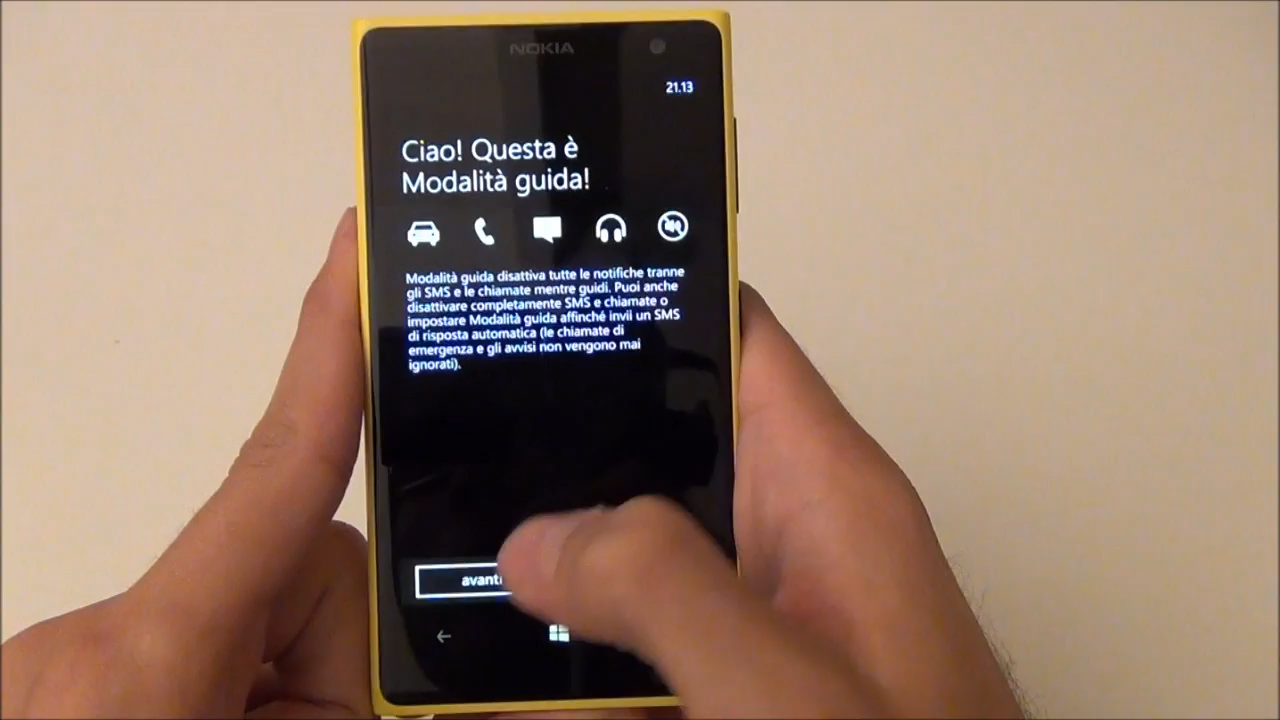 NOKIA
21.13
Ciao! Questa è
Modalità guida!
Modalità guida disattiva tutte le notifiche tranne
gli SMS e le chiamate mentre guidi. Puoi anche
disattivare completamente SMS e chiamate o
impostare Modalità guida affinché invii un SMS
di risposta automatica (le chiamate di
emergenza e gli avvisi non vengono mai
ignorati).
avanti